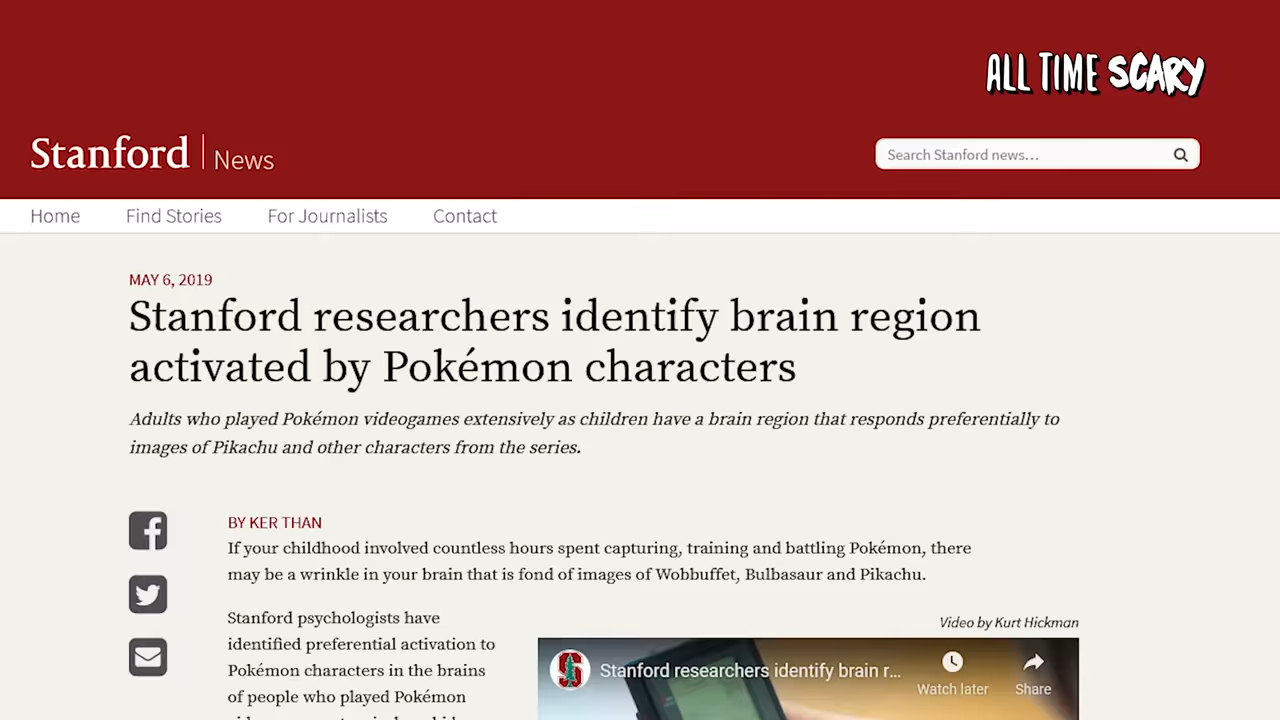 ALL TIME SCARY
Stanford | News
Search Stanford news...
Home Find Stories For Journalists Contact
MAY 6, 2019
Stanford researchers identify brain region
activated by Pokémon characters
Adults who played Pokémon videogames extensively as children have a brain region that responds preferentially to
images of Pikachu and other characters from the series.
BY KER THAN
If your childhood involved countless hours spent capturing, training and battling Pokémon, there
may be a wrinkle in your brain that is fond of images of Wobbuffet, Bulbasaur and Pikachu.
Stanford psychologists have
identified preferential activation to
Pokémon characters in the brains
of people who played Pokémon
Video by Kurt Hickman
S
Stanford researchers identify brain r...
Watch later Share